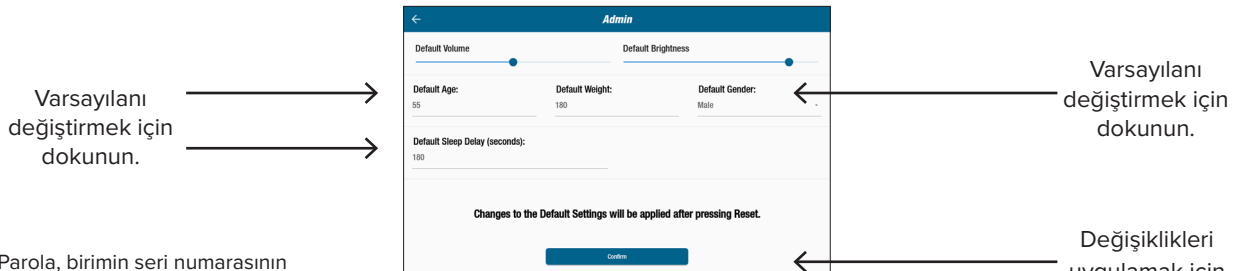 Admin
Default Volume
Default Brightness
Varsayılanı
değiştirmek için
dokunun.
Default Age:
Default Weight:
Default Gender:
55
180
Male
Default Sleep Delay (seconds):
180
Varsayılanı
değiştirmek için
dokunun.
Changes to the Default Settings will be applied after pressing Reset.
Confirm
Parola, birimin seri numarasının
Değişiklikleri
uygulamak için